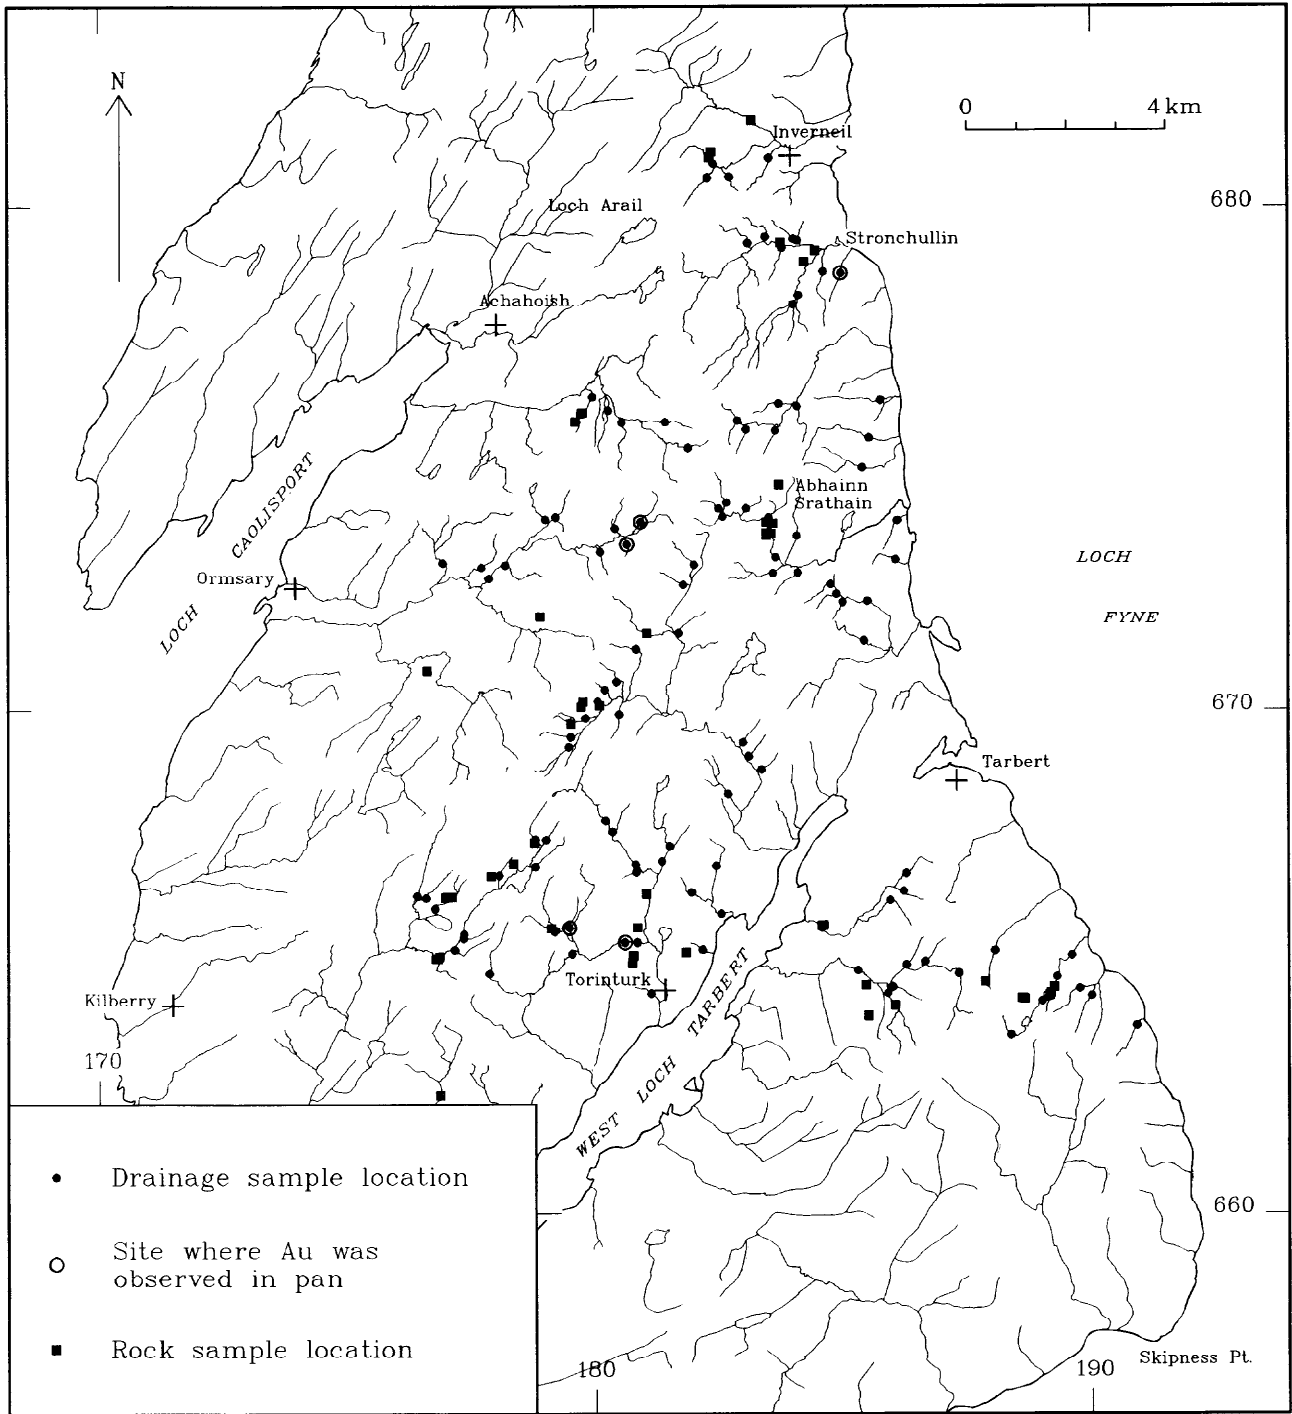 N
0 4 km
Inverneil
680
Loch Arail
Stronchullin
Achahoish
Abhainn
Srathain
LOCH CAOLISPORT
Ormsary
LOCH
FYNE
670
Tarbert
Torinturk
Kilberry
WEST LOCH TARBERT
170
660
180
190
Skipness Pt.
Drainage sample location
Site where Au was
observed in pan
Rock sample location